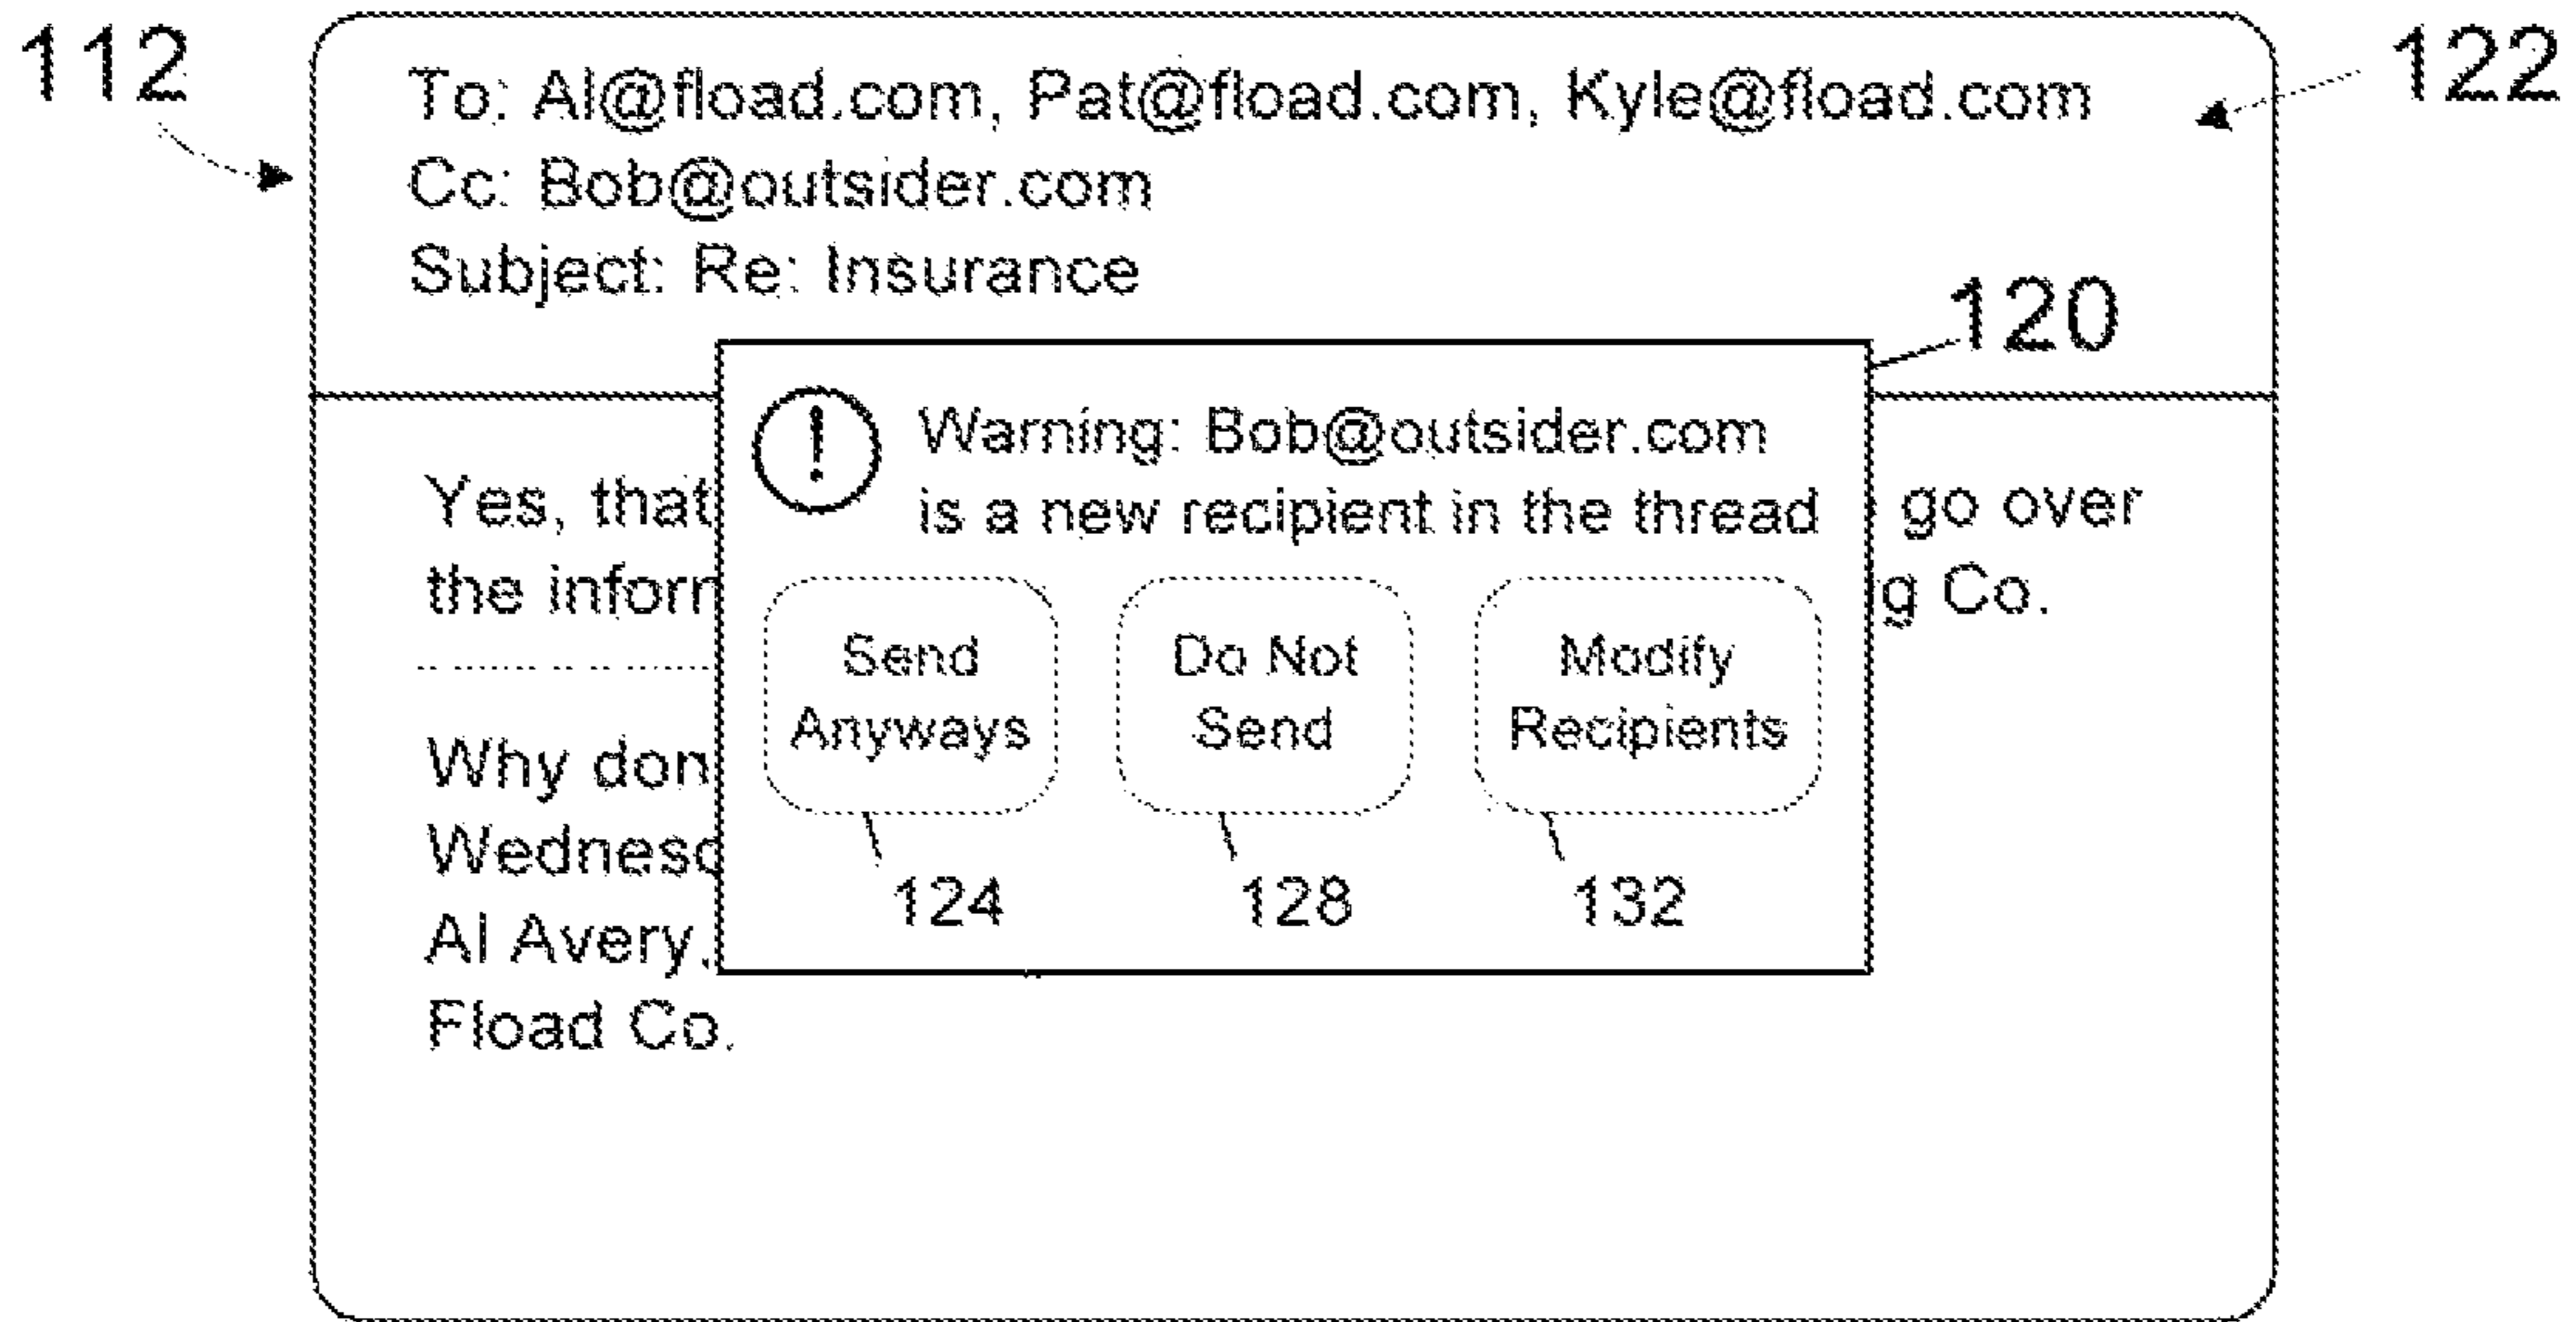 112
122
To: Al@fload.com, Pat@fload.com, Kyle@fload.com
Cc: Bob@outsider.com
Subject: Re: Insurance
120
Warning: Bob@outsider.com
is a new recipient in the thread
Yes, that
go over
the inform
g Co.
Send
Anyways
Do Not
Send
Modify
Recipients
124
128
132
Why don
Wednesd
Al Avery
Fload Co.